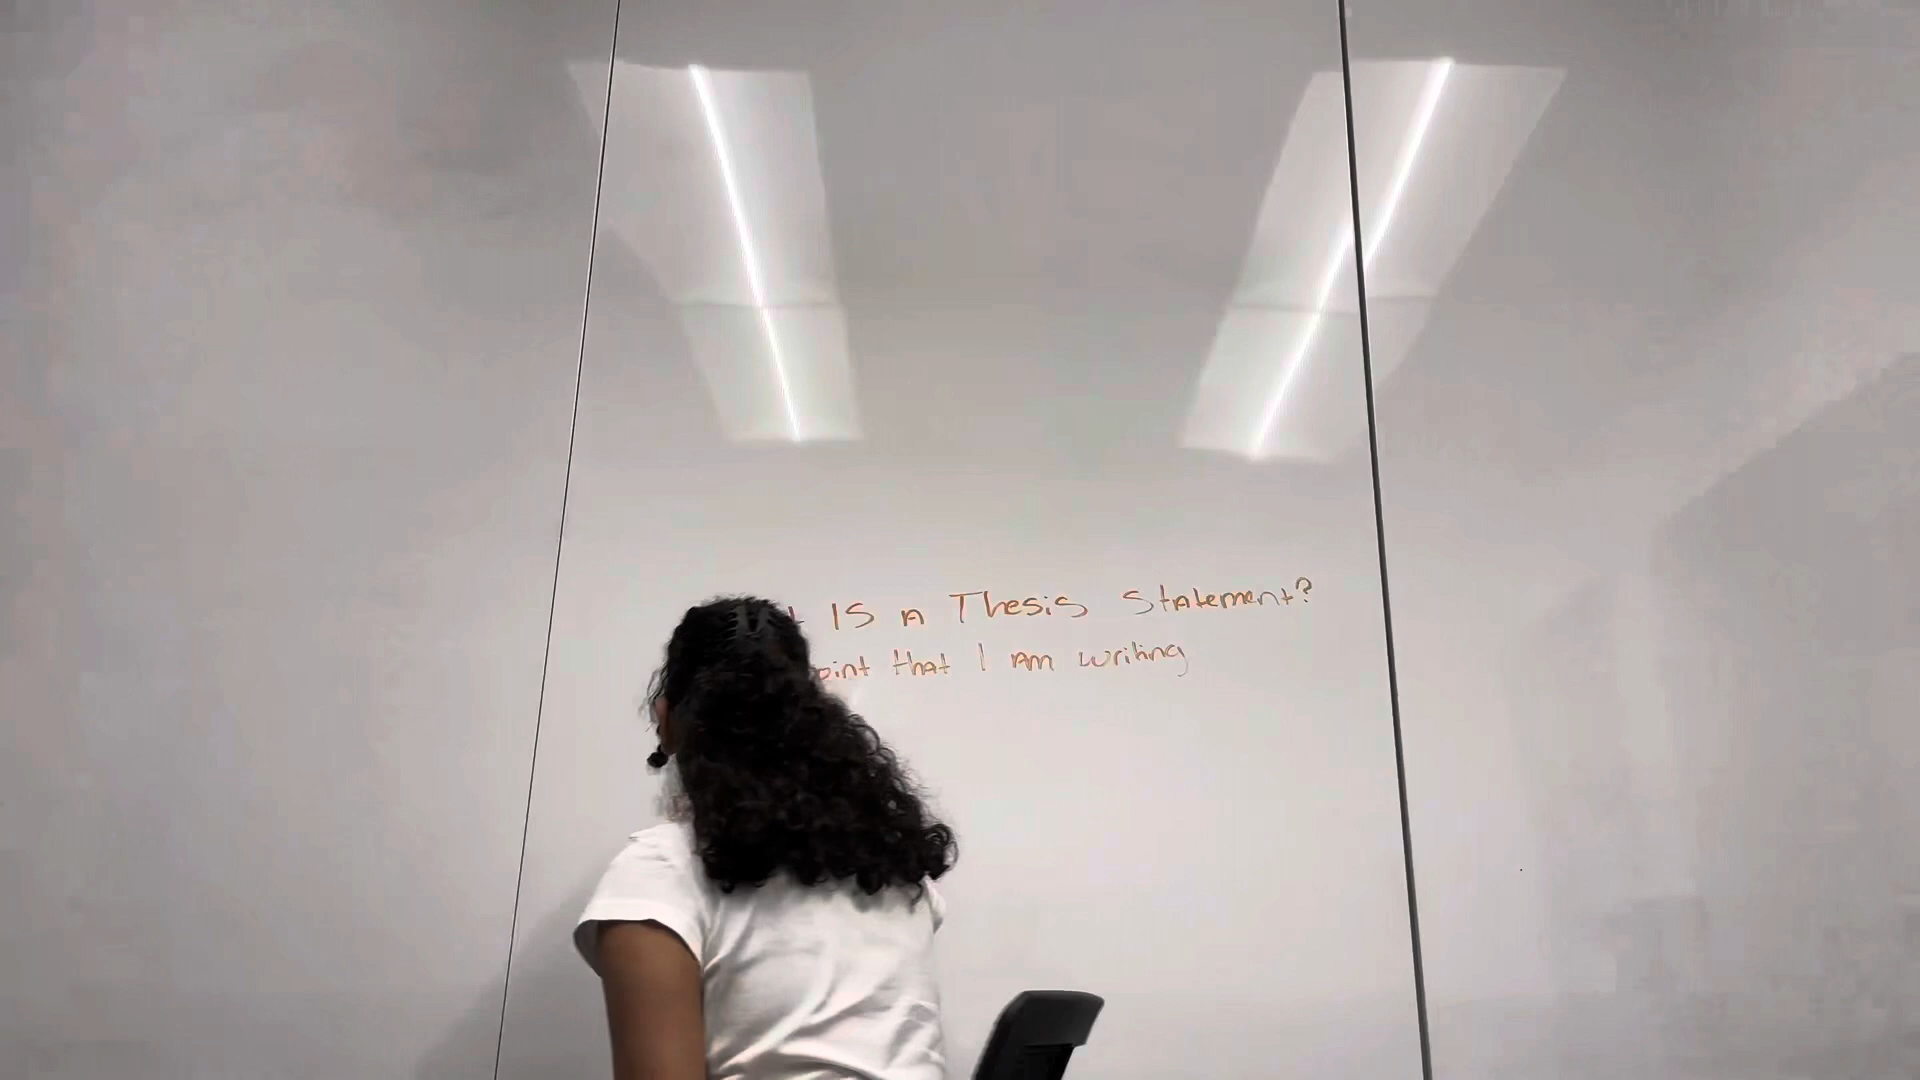 IS A Thesis Statement?
that I AM writing